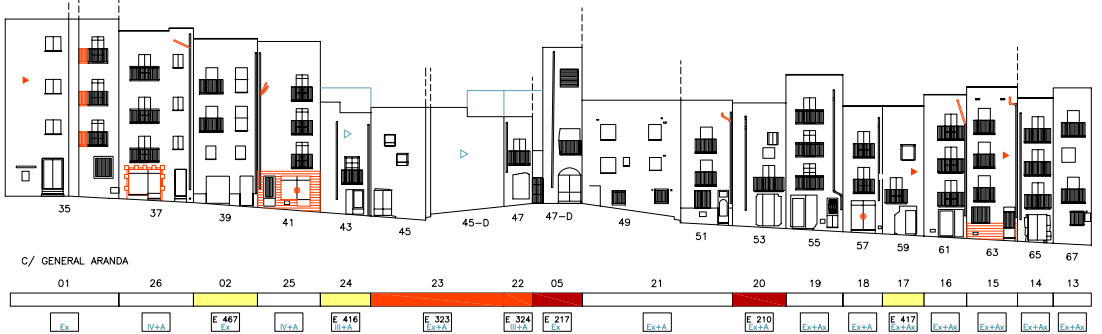 35 37 39 41 43 45 45-D 47 47-D 49 51 53 55 57 59 61 63 65 67
C/ GENERAL ARANDA
01 26 02 25 24 23 22 05 21 20 19 18 17 16 15 14 13
E 467 E 416 E 323 E 324 E 217 E 210 E 417
Ex IV+A Ex IV+A III+A Ex+A III+A Ex Ex+A Ex+A Ex+Ax Ex+A Ex+Ax Ex+Ax Ex+Ax Ex+Ax Ex+Ax